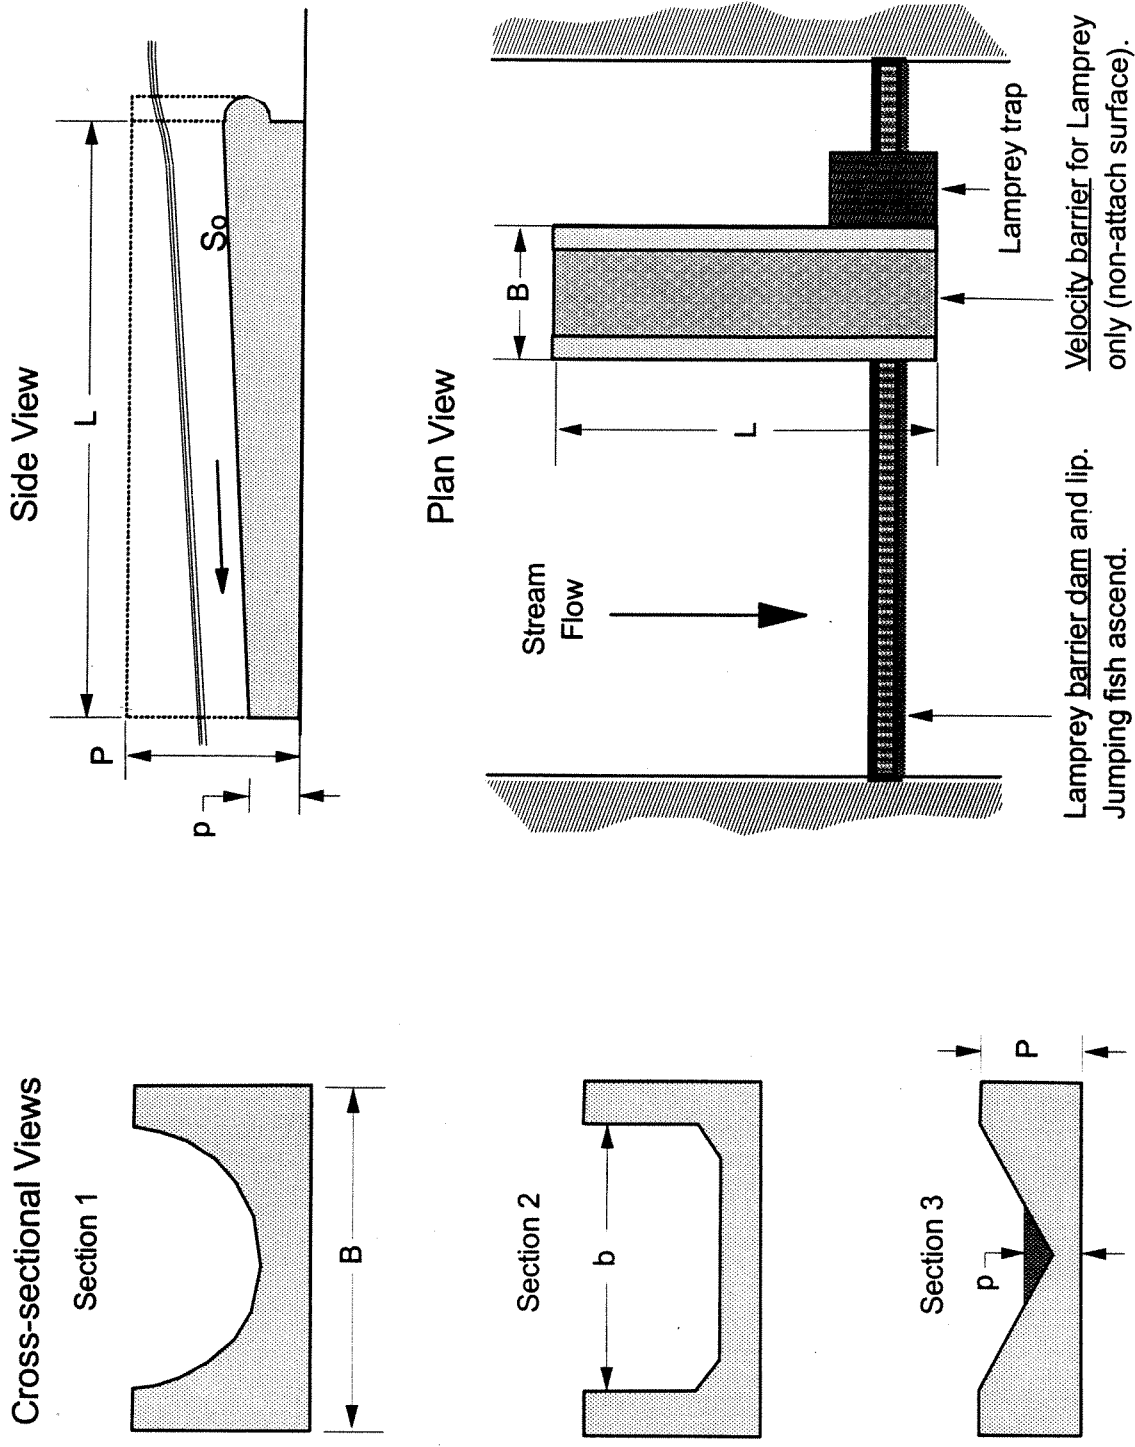 Cross-sectional Views
Section 1
B
Section 2
b
Section 3
p
P
Side View
L
So
P
p
Plan View
Stream
Flow
B
L
Lamprey trap
Lamprey barrier dam and lip.
Jumping fish ascend.
Velocity barrier for Lamprey
only (non-attach surface).